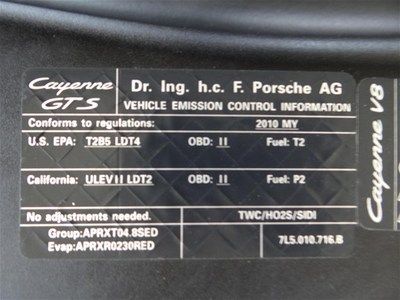 Cayenne GTS
Dr. Ing. h.c. F. Porsche AG
VEHICLE EMISSION CONTROL INFORMATION
Conforms to regulations: 2010 MY
U.S. EPA: T2B5 LDT4 OBD: II Fuel: T2
California: ULEVII LDT2 OBD: II Fuel: P2
No adjustments needed. TWC/HO2S/SIDI
Group:APRXT04.8SED
Evap:APRXR0230RED 7L5.010.716.B
Cayenne V8